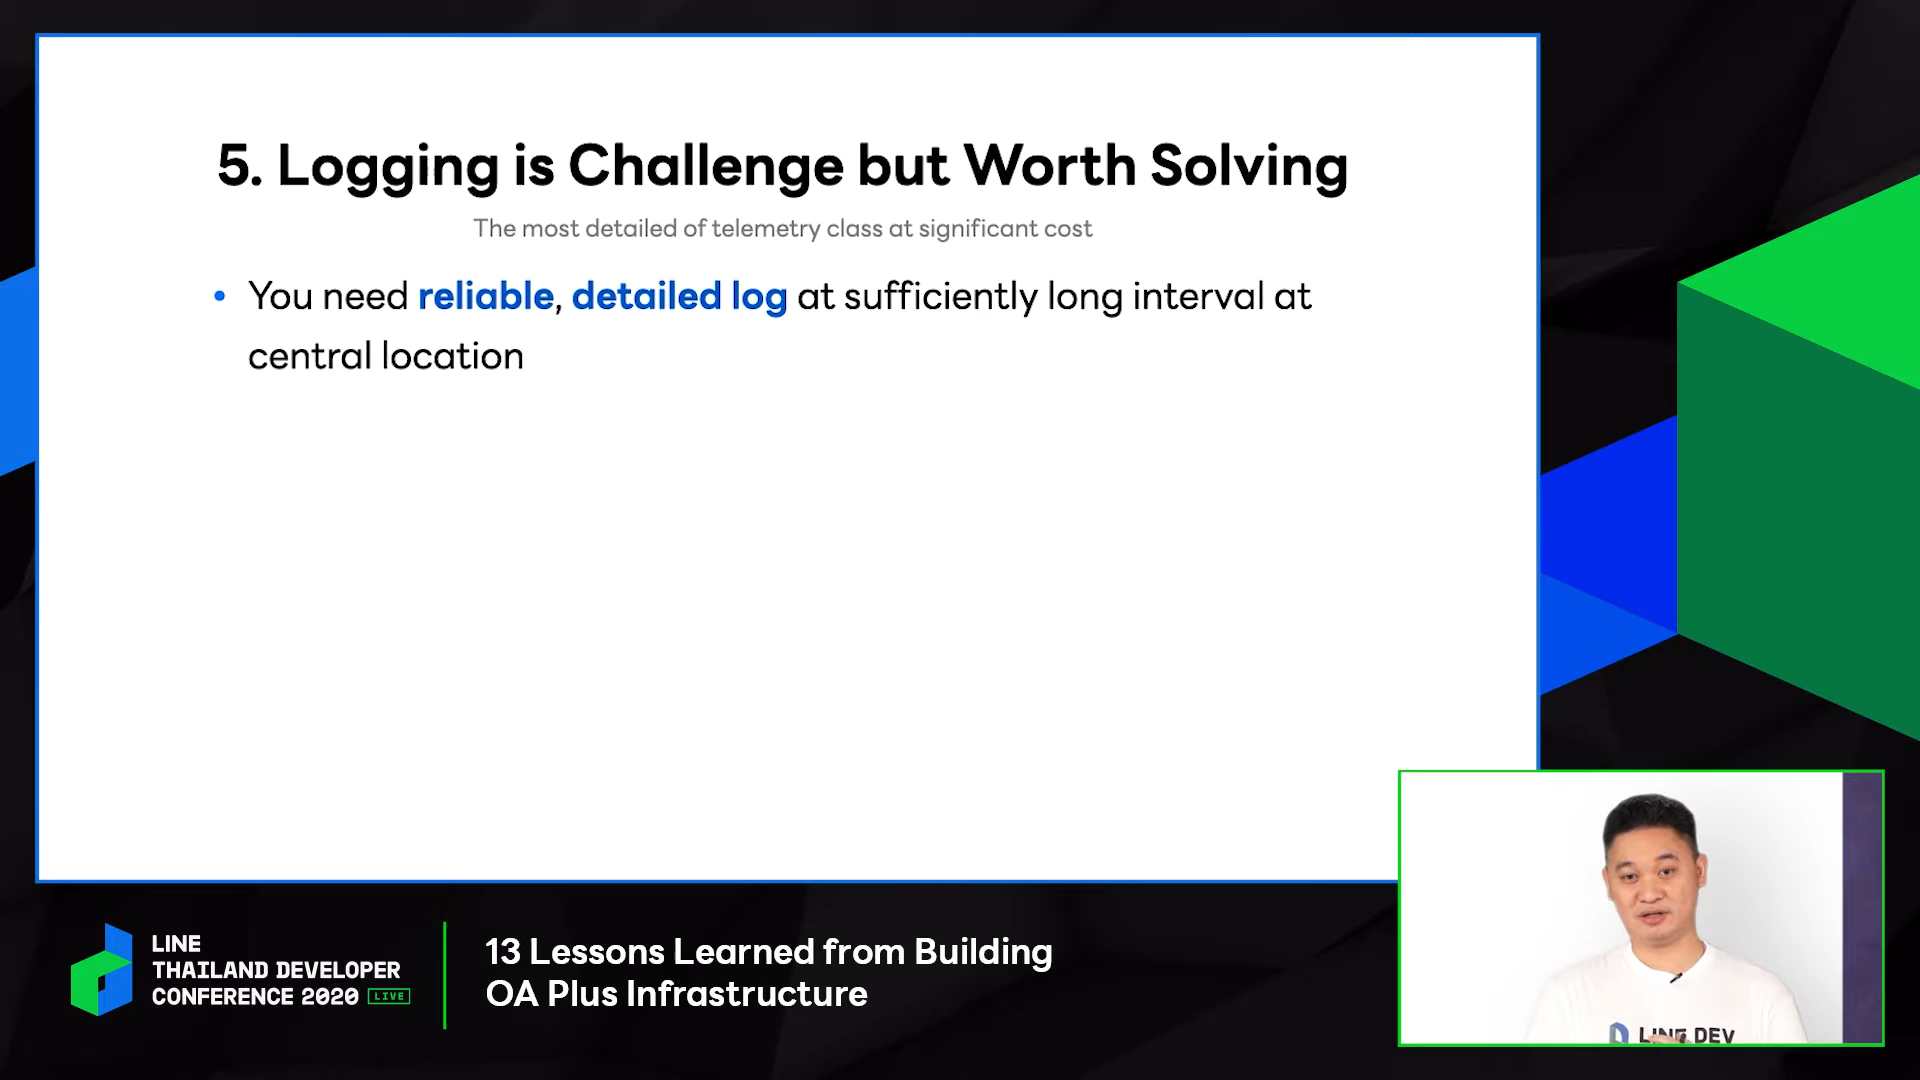 5. Logging is Challenge but Worth Solving
The most detailed of telemetry class at significant cost
• You need reliable, detailed log at sufficiently long interval at
central location
LINE
THAILAND DEVELOPER
CONFERENCE 2020 LIVE
13 Lessons Learned from Building
OA Plus Infrastructure
LINE DEV